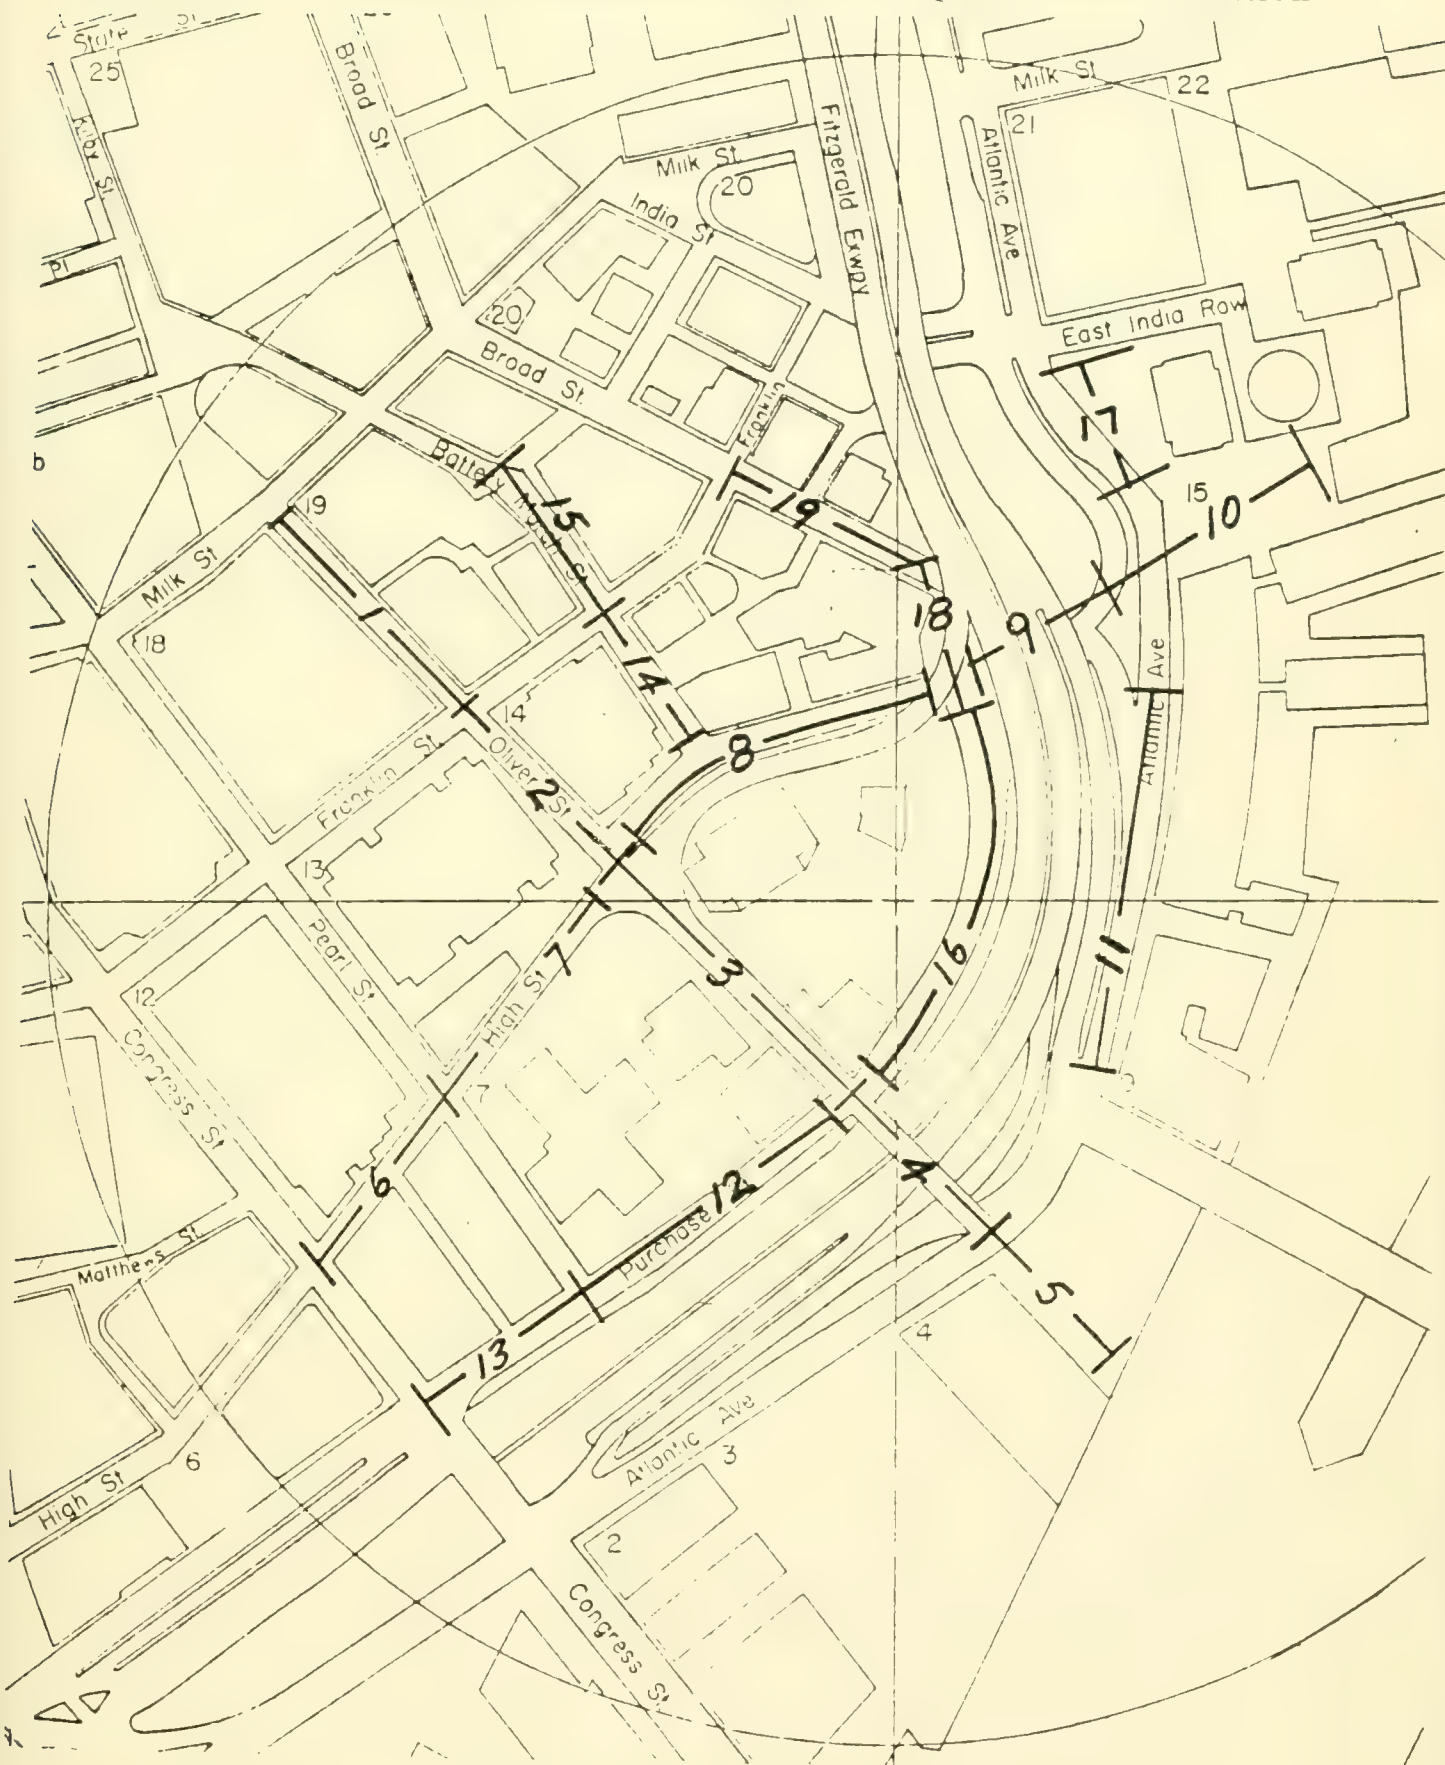 State St
25
Broad St.
Kilby St.
Milk St
22
21
Atlantic Ave
Fitzgerald Expwy
Milk St.
20
India St
Pl
20
Broad St.
East India Row
Franklin
17
b
Batterymarch St
15
19
19
15
10
Milk St
1
18
18
9
14
14
Atlantic Ave
8
Franklin St.
Oliver St
2
13
Pearl St
7
3
16
11
High St
12
Congress St
7
6
12
4
Purchase
Matthews St.
5
13
4
Atlantic Ave
3
6
High St
2
Congress St.